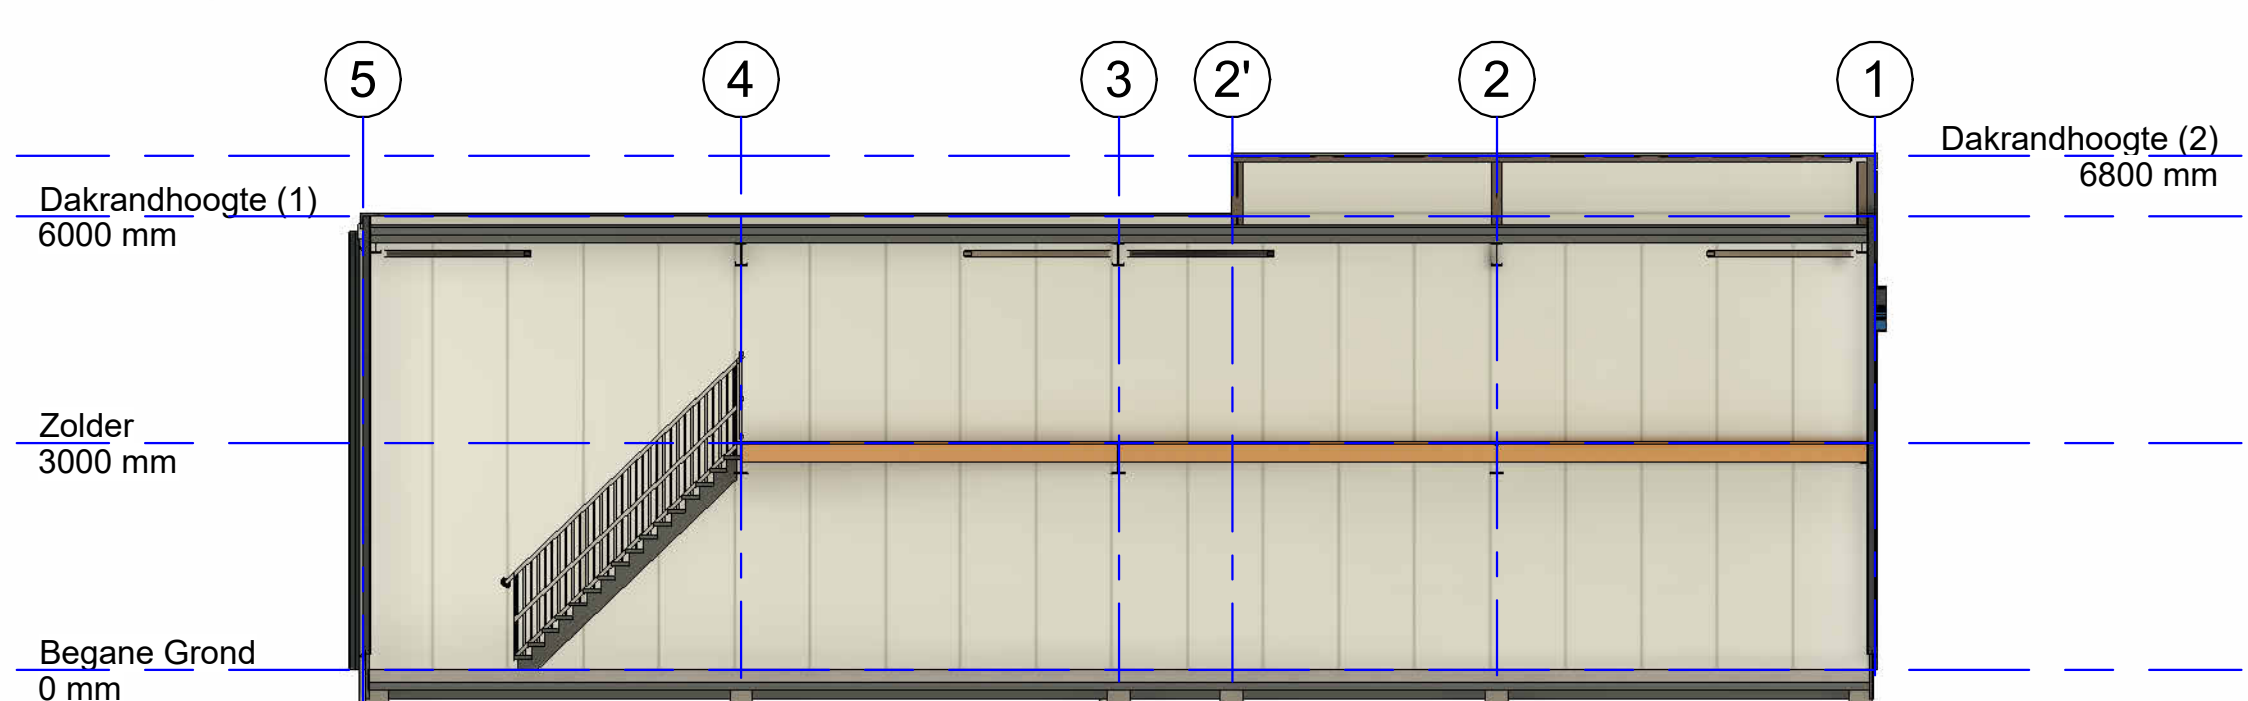 5 4 3 2' 2 1
Dakrandhoogte (2)
6800 mm
Dakrandhoogte (1)
6000 mm
Zolder
3000 mm
Begane Grond
0 mm